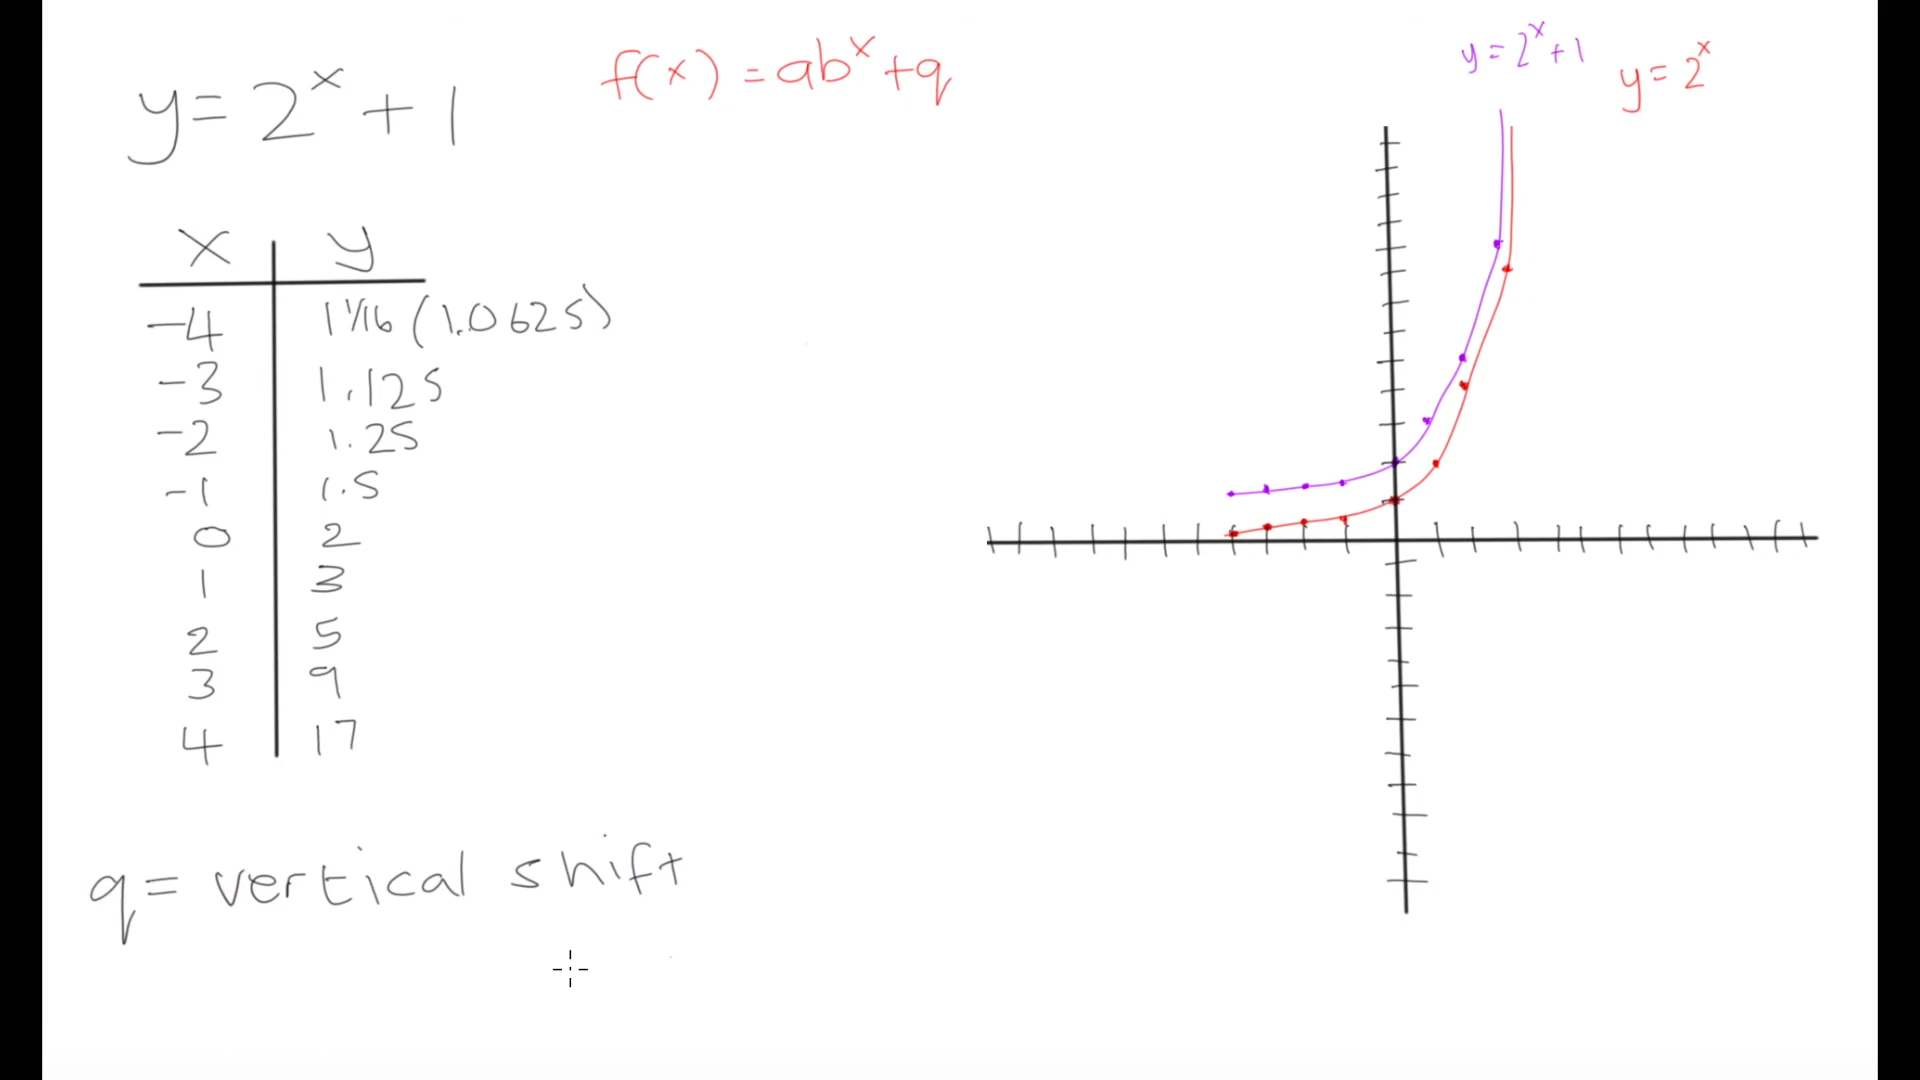 y = 2^x + 1
f(x) = ab^x + q
y = 2^x + 1
y = 2^x
x y
-4 1 1/16 (1.0625)
-3 1.125
-2 1.25
-1 1.5
0 2
1 3
2 5
3 9
4 17
q = vertical shift